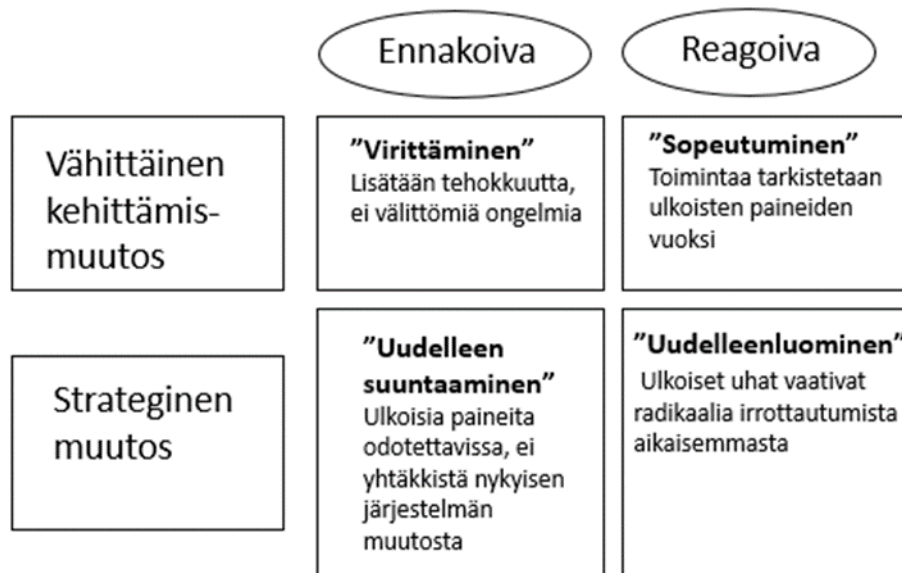 Ennakoiva
Reagoiva
Vähittäinen
kehittämis-
muutos
"Virittäminen"
Lisätään tehokkuutta,
ei välittömiä ongelmia
"Sopeutuminen"
Toimintaa tarkistetaan
ulkoisten paineiden
vuoksi
Strateginen
muutos
"Uudelleen
suuntaaminen"
Ulkoisia paineita
odotettavissa, ei
yhtäkkistä nykyisen
järjestelmän
muutosta
"Uudelleenluominen"
Ulkoiset uhat vaativat
radikaalia irrottautumista
aikaisemmasta